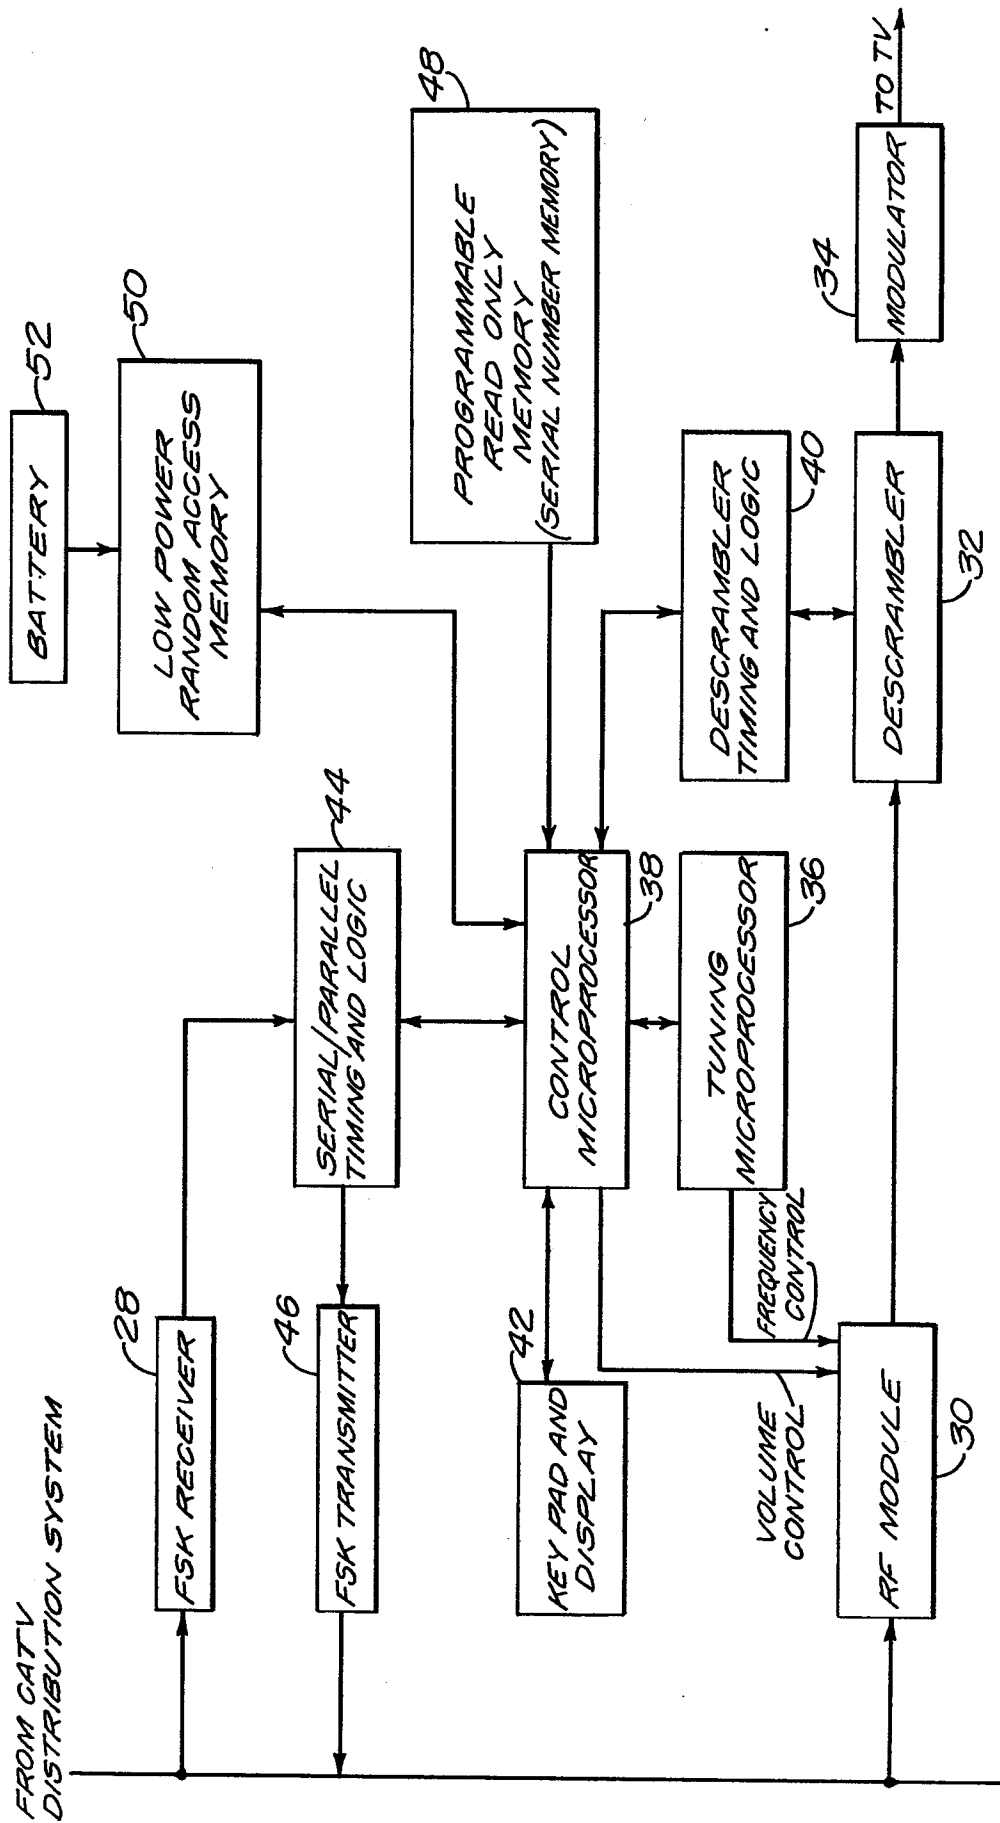 FROM CATV
DISTRIBUTION SYSTEM
28
FSK RECEIVER
46
FSK TRANSMITTER
44
SERIAL/PARALLEL
TIMING AND LOGIC
BATTERY
52
LOW POWER
RANDOM ACCESS
MEMORY
50
48
PROGRAMMABLE
READ ONLY
MEMORY
(SERIAL NUMBER MEMORY)
42
KEY PAD AND
DISPLAY
CONTROL
MICROPROCESSOR
38
TUNING
MICROPROCESSOR
36
DESCRAMBLER
TIMING AND LOGIC
40
VOLUME
CONTROL
FREQUENCY
CONTROL
RF MODULE
30
DESCRAMBLER
32
34
MODULATOR
TO TV